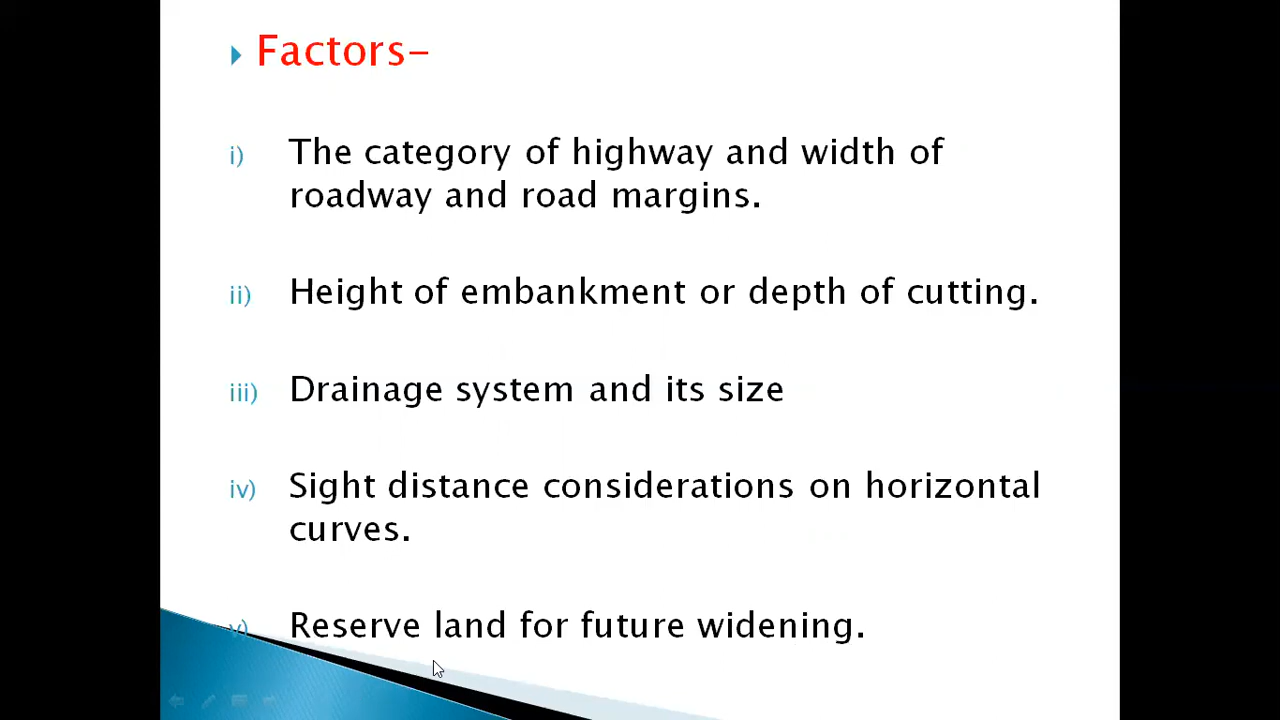 Factors-
i) The category of highway and width of
roadway and road margins.
ii) Height of embankment or depth of cutting.
iii) Drainage system and its size
iv) Sight distance considerations on horizontal
curves.
v) Reserve land for future widening.